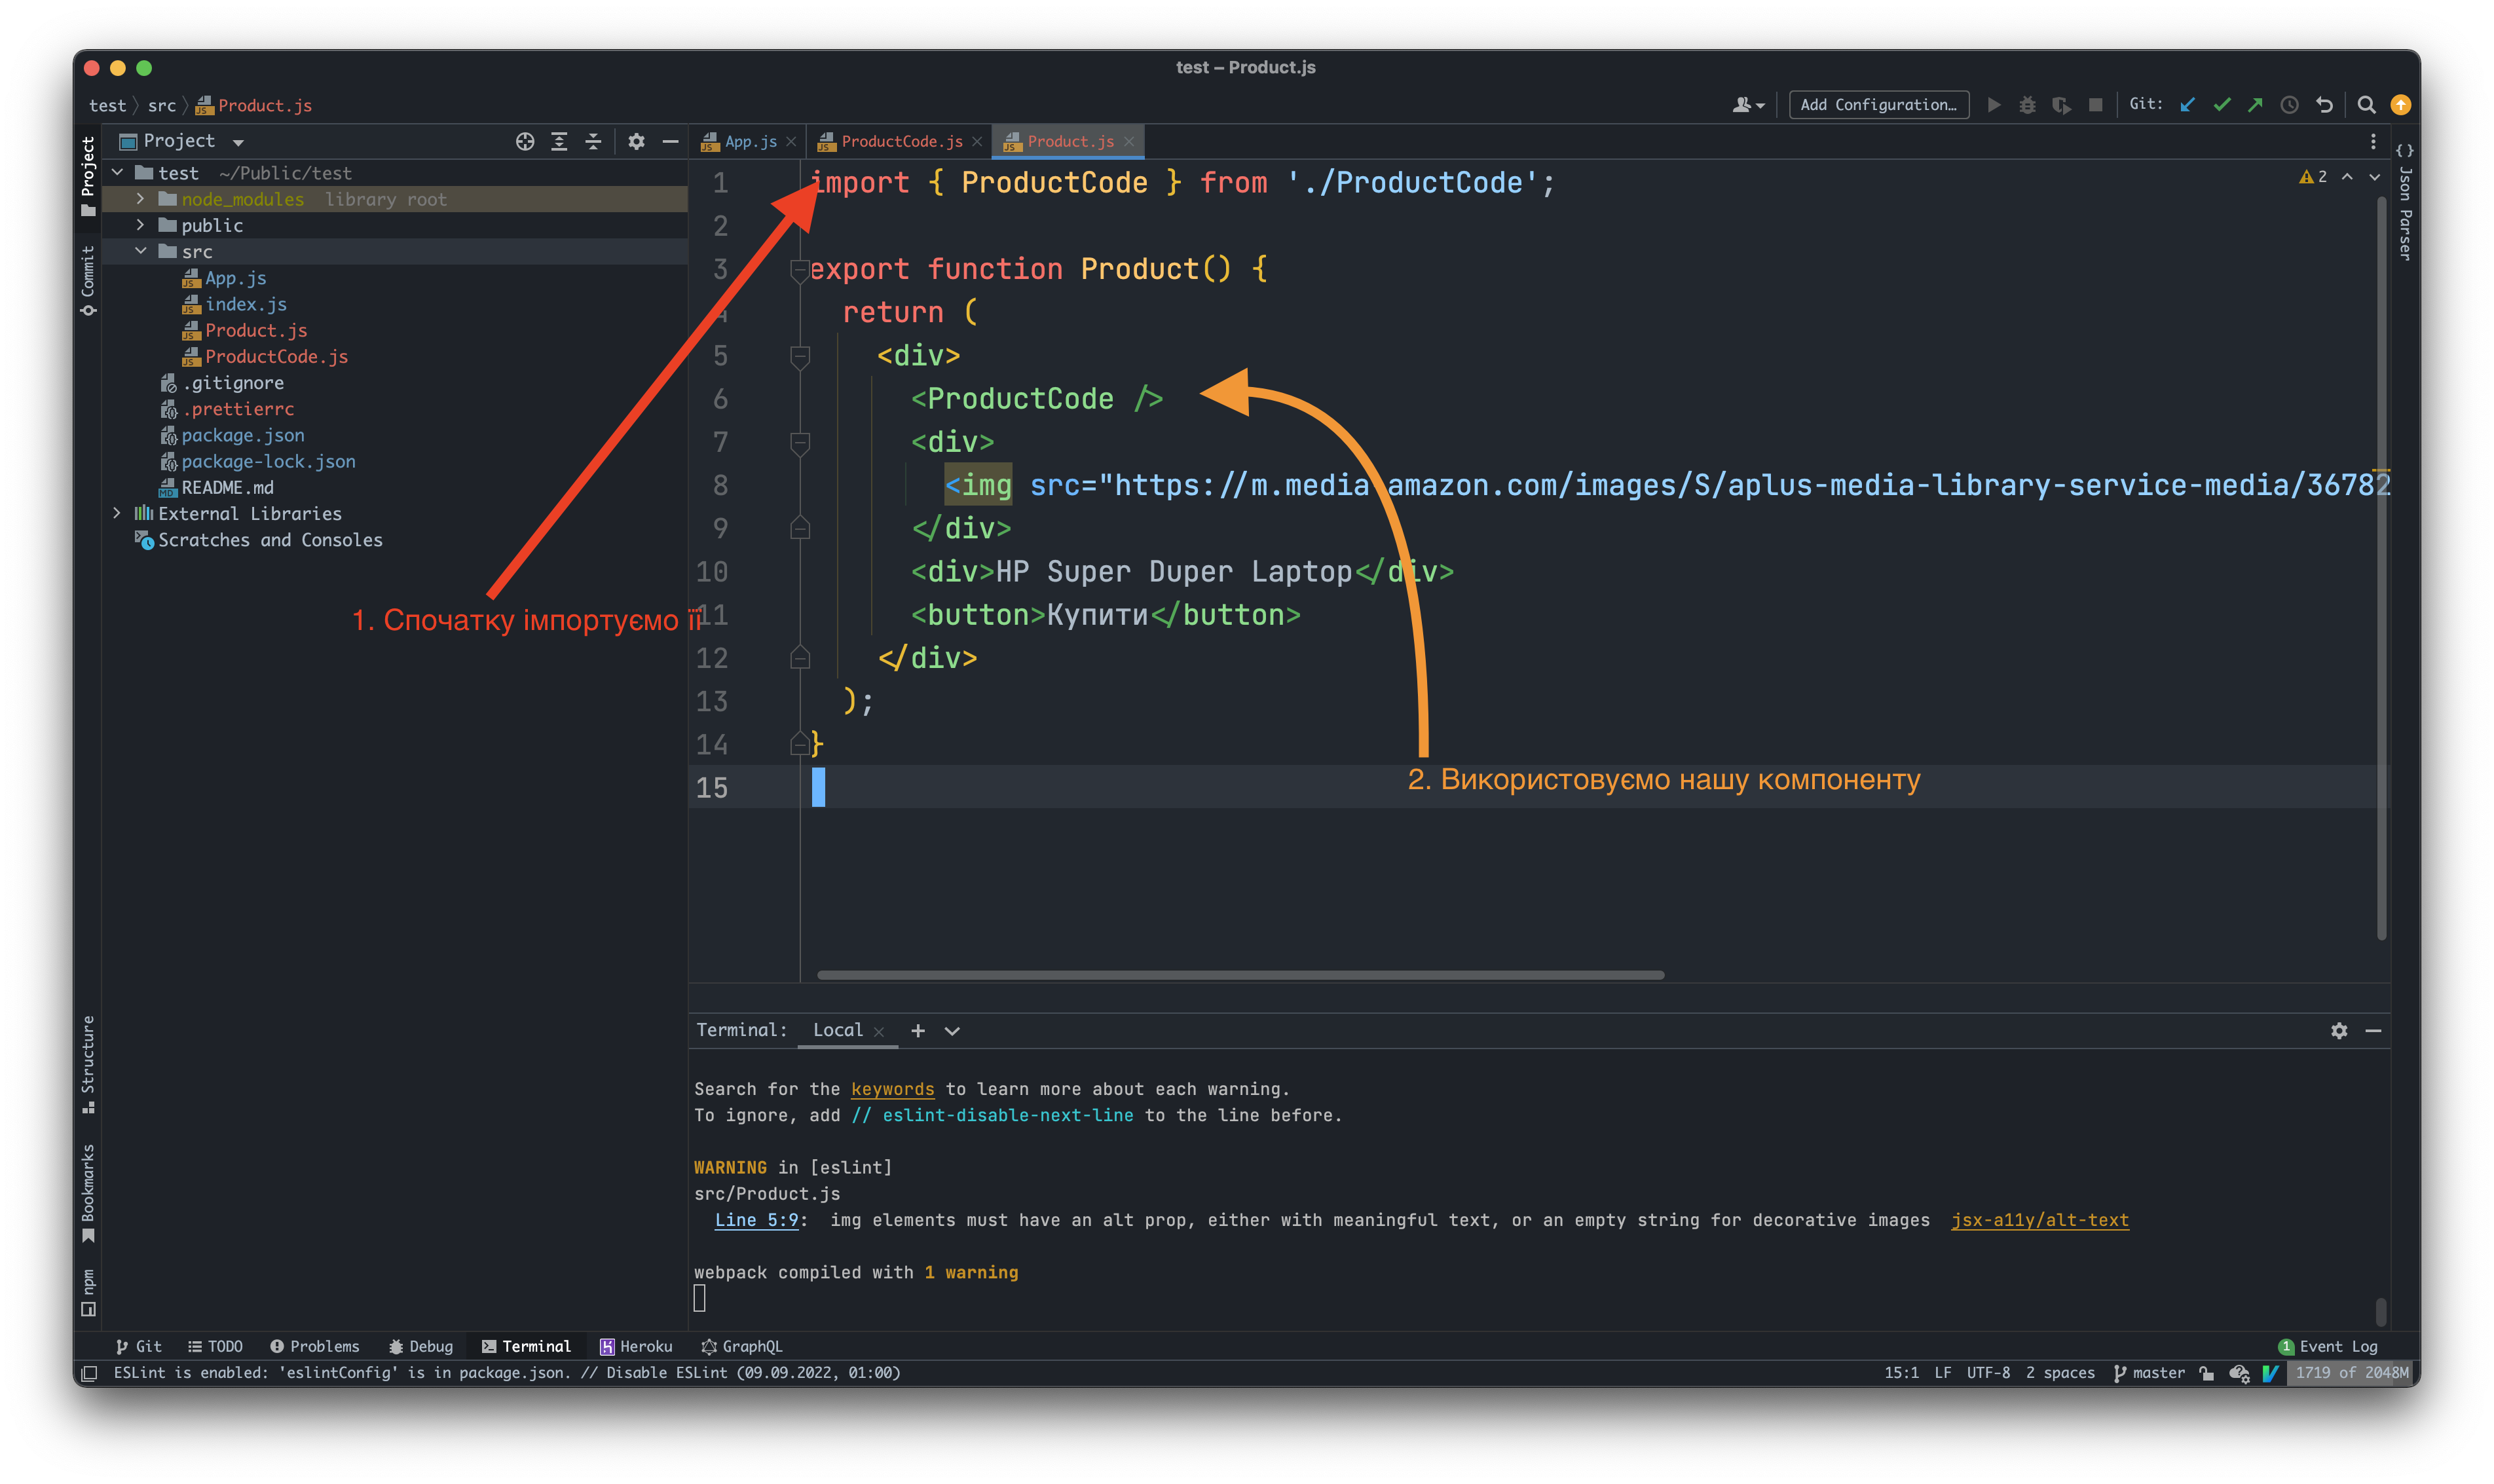 test – Product.js
test src Product.js
Add Configuration... Git:
Project
App.js ProductCode.js Product.js
Project
Commit
Structure
Bookmarks
npm
test ~/Public/test
node_modules library root
public
src
App.js
index.js
Product.js
ProductCode.js
.gitignore
.prettierrc
package.json
package-lock.json
README.md
External Libraries
Scratches and Consoles
1. Спочатку імпортуємо її
1 import { ProductCode } from './ProductCode';
2
3 export function Product() {
4 return (
5 <div>
6 <ProductCode />
7 <div>
8 <img src="https://m.media-amazon.com/images/S/aplus-media-library-service-media/36782
9 </div>
10 <div>HP Super Duper Laptop</div>
11 <button>Купити</button>
12 </div>
13 );
14 }
15
2. Використовуємо нашу компоненту
2
Json Parser
Terminal: Local
Search for the keywords to learn more about each warning.
To ignore, add // eslint-disable-next-line to the line before.
WARNING in [eslint]
src/Product.js
Line 5:9: img elements must have an alt prop, either with meaningful text, or an empty string for decorative images jsx-a11y/alt-text
webpack compiled with 1 warning
Git TODO Problems Debug Terminal Heroku GraphQL 1 Event Log
ESLint is enabled: 'eslintConfig' is in package.json. // Disable ESLint (09.09.2022, 01:00) 15:1 LF UTF-8 2 spaces master 1719 of 2048M